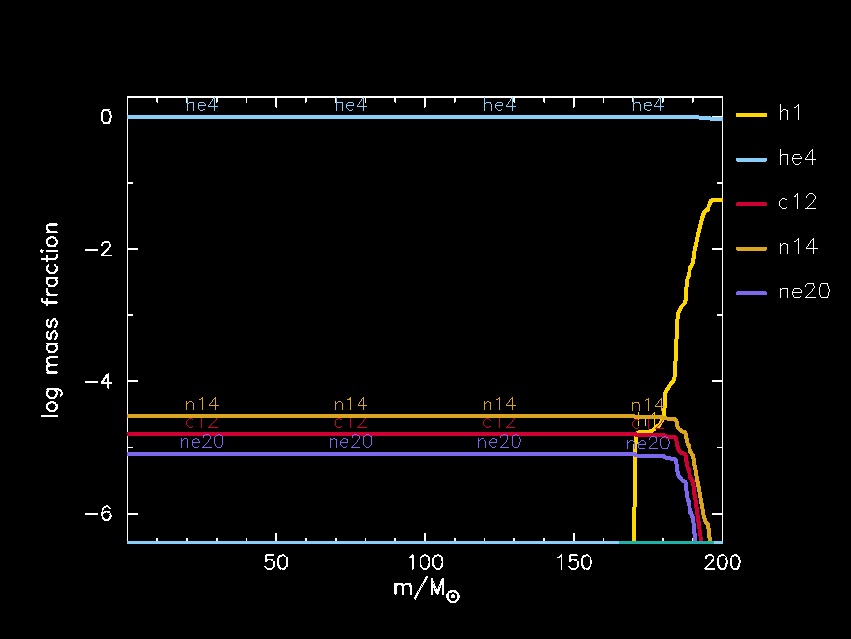 he4 he4 he4 he4
0
−2
−4
−6
log mass fraction
n14 n14 n14 n14
c12 c12 c12 c12
ne20 ne20 ne20 ne20
50 100 150 200
m/M☉
h1
he4
c12
n14
ne20